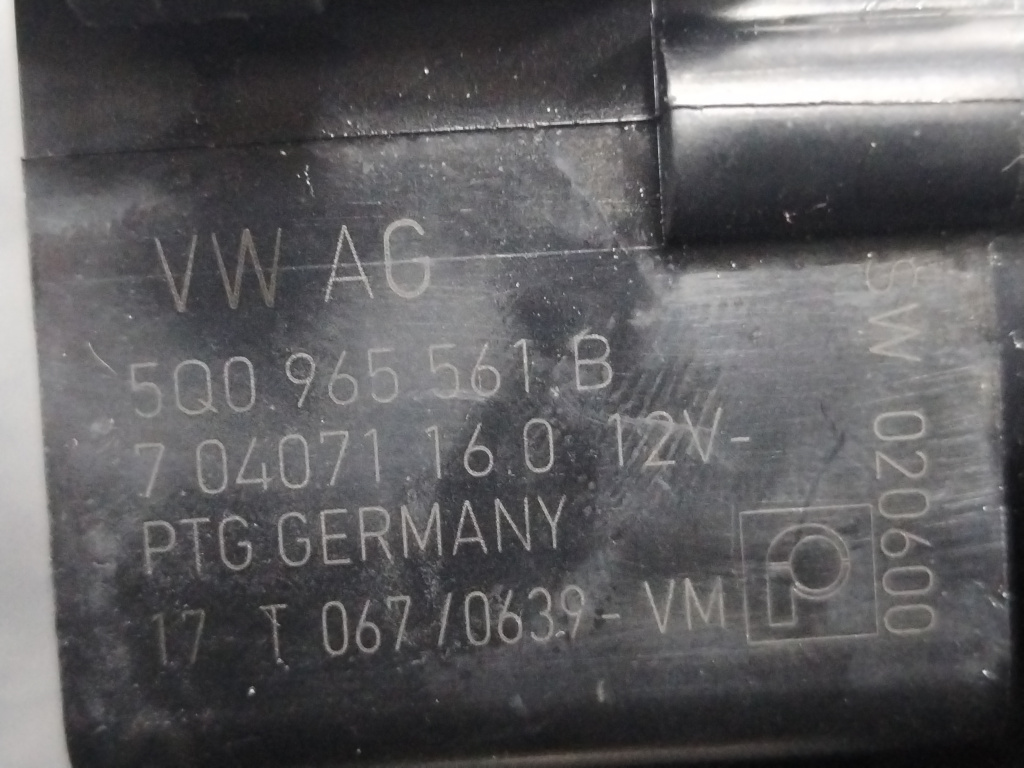 VW AG
5Q0 965 561 B
7 04071 16 0 12V-
PTG GERMANY
17 T 067/0639- VM
SW 020600